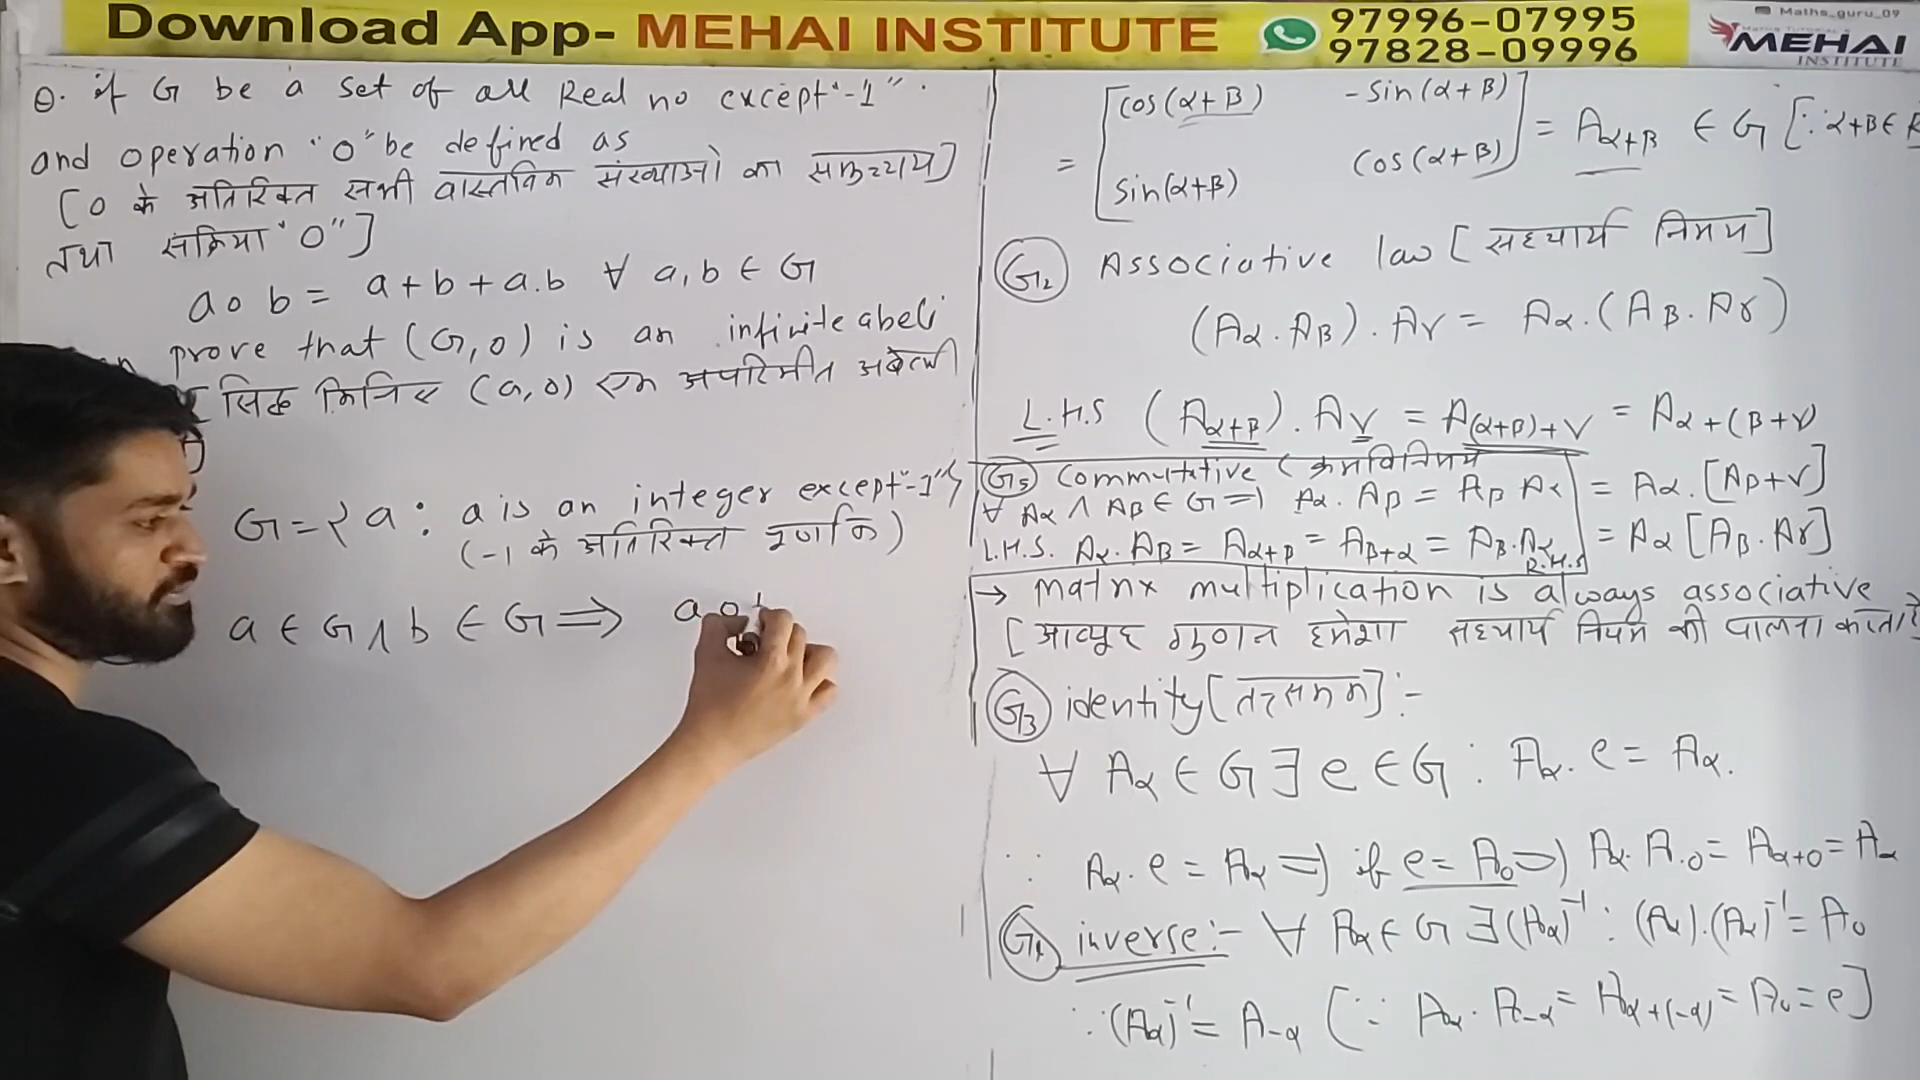 Download App- MEHAI INSTITUTE
97996-07995
97828-09996
Maths_guru_09
MEHAI
INSTITUTE
Q. if G be a set of all Real no except "-1".
and operation "o" be defined as
[0 के अतिरिक्त सभी वास्तविक संख्याओ का समुच्चय]
तथा संक्रिया "0"]
a o b = a + b + a.b ∀ a, b ∈ G
prove that (G, o) is an infinite abeli
सिद्ध किजिए (a, o) एक अपरिमीत अबेली
G = { a : a is an integer except "-1" }
(-1 के अतिरिक्त पूर्णांक)
a ∈ G ∧ b ∈ G ⟹ a o b
= [cos(α+β) -sin(α+β)
sin(α+β) cos(α+β)] = Aα+β ∈ G [∵ α+β ∈ R
G2 Associative law [सहचार्य नियम]
(Aα. Aβ). Aγ = Aα. (Aβ. Aγ)
L.H.S (Aα+β). Aγ = A(α+β)+γ = Aα+(β+γ)
= Aα. [Aβ+γ]
= Aα [Aβ. Aγ]
G5 Commutative (क्रमविनिमय
∀ Aα ∧ Aβ ∈ G ⟹ Aα. Aβ = Aβ Aα
L.H.S. Aα. Aβ = Aα+β = Aβ+α = Aβ. Aα R.H.S
→ matrix multiplication is always associative
[आव्यूह गुणन हमेशा सहचार्य नियम की पालना करता है
G3 identity [तत्समक] :-
∀ Aα ∈ G ∃ e ∈ G : Aα. e = Aα.
∵ Aα. e = Aα ⟹ if e = A0 ⟹ Aα. A.0 = Aα+0 = Aα
G4 inverse :- ∀ Aα ∈ G ∃ (Aα)⁻¹ : (Aα). (Aα)⁻¹ = A0
∵ (Aα)⁻¹ = A-α [∵ Aα. A-α = Aα+(-α) = A0 = e]